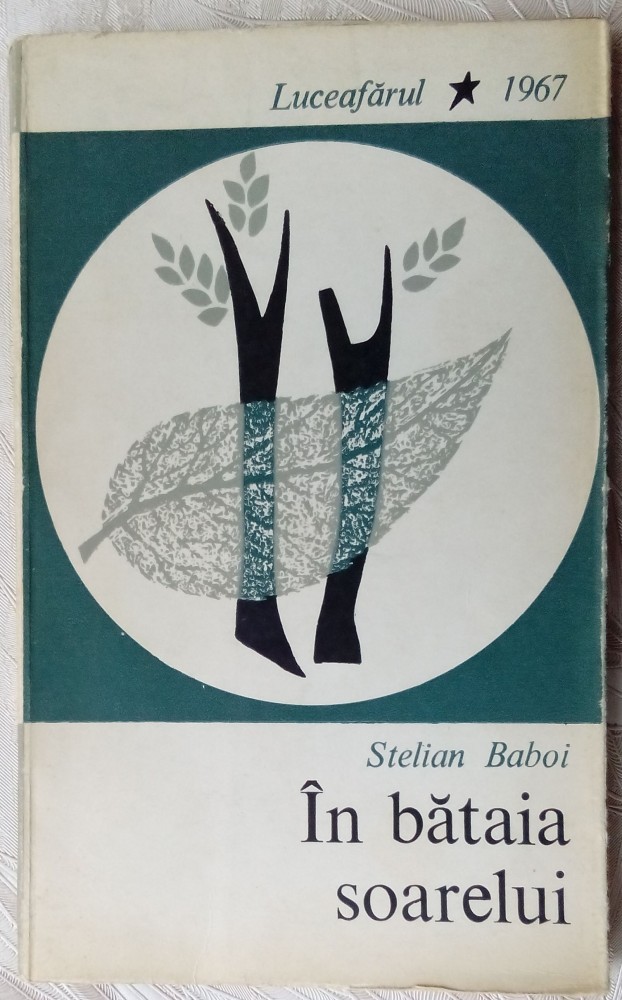 Luceafărul ★ 1967
Stelian Baboi
În bătaia
soarelui